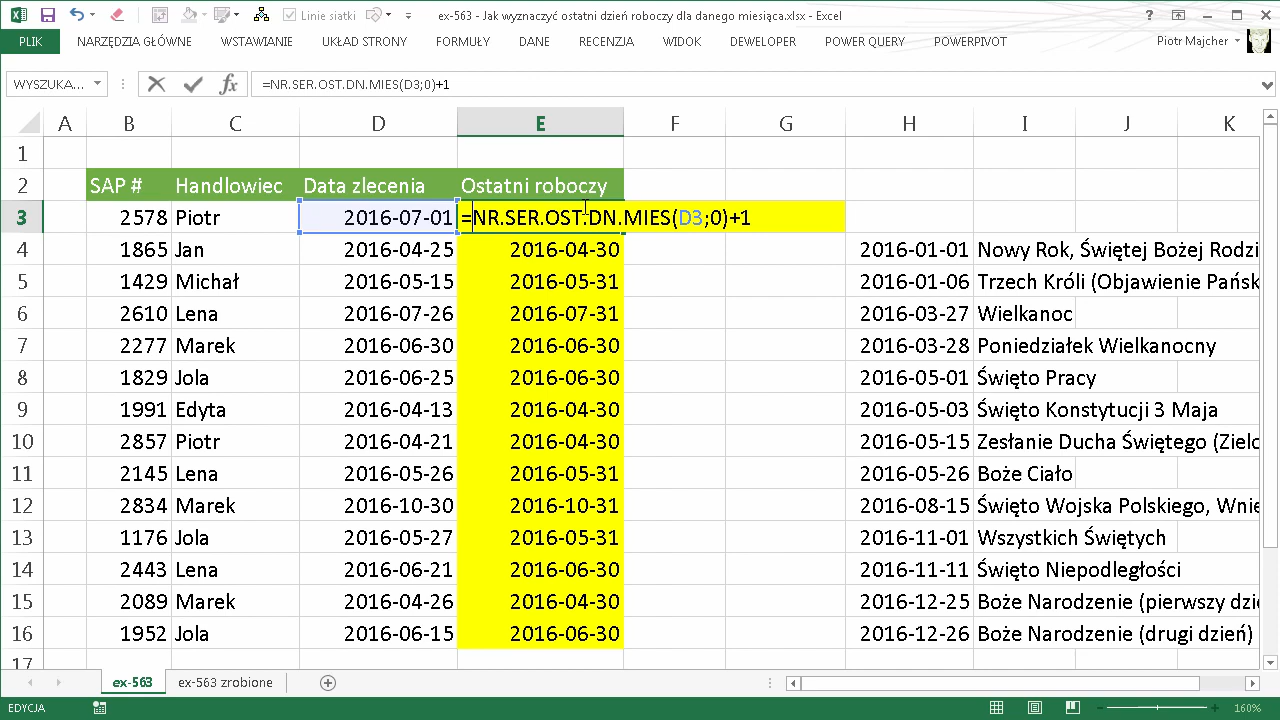 Linie siatki
ex-563 - Jak wyznaczyć ostatni dzień roboczy dla danego miesiąca.xlsx - Excel
PLIK NARZĘDZIA GŁÓWNE WSTAWIANIE UKŁAD STRONY FORMUŁY DANE RECENZJA WIDOK DEWELOPER POWER QUERY POWERPIVOT Piotr Majcher
WYSZUKA... fx =NR.SER.OST.DN.MIES(D3;0)+1
A B C D E F G H I J K
1
2 SAP # Handlowiec Data zlecenia Ostatni roboczy
3 2578 Piotr 2016-07-01 =NR.SER.OST.DN.MIES(D3;0)+1
4 1865 Jan 2016-04-25 2016-04-30 2016-01-01 Nowy Rok, Świętej Bożej Rodzi
5 1429 Michał 2016-05-15 2016-05-31 2016-01-06 Trzech Króli (Objawienie Pańsk
6 2610 Lena 2016-07-26 2016-07-31 2016-03-27 Wielkanoc
7 2277 Marek 2016-06-30 2016-06-30 2016-03-28 Poniedziałek Wielkanocny
8 1829 Jola 2016-06-25 2016-06-30 2016-05-01 Święto Pracy
9 1991 Edyta 2016-04-13 2016-04-30 2016-05-03 Święto Konstytucji 3 Maja
10 2857 Piotr 2016-04-21 2016-04-30 2016-05-15 Zesłanie Ducha Świętego (Zielo
11 2145 Lena 2016-05-26 2016-05-31 2016-05-26 Boże Ciało
12 2834 Marek 2016-10-30 2016-10-31 2016-08-15 Święto Wojska Polskiego, Wnie
13 1176 Jola 2016-05-27 2016-05-31 2016-11-01 Wszystkich Świętych
14 2443 Lena 2016-06-21 2016-06-30 2016-11-11 Święto Niepodległości
15 2089 Marek 2016-04-26 2016-04-30 2016-12-25 Boże Narodzenie (pierwszy dzie
16 1952 Jola 2016-06-15 2016-06-30 2016-12-26 Boże Narodzenie (drugi dzień)
17
ex-563 ex-563 zrobione
EDYCJA 160%